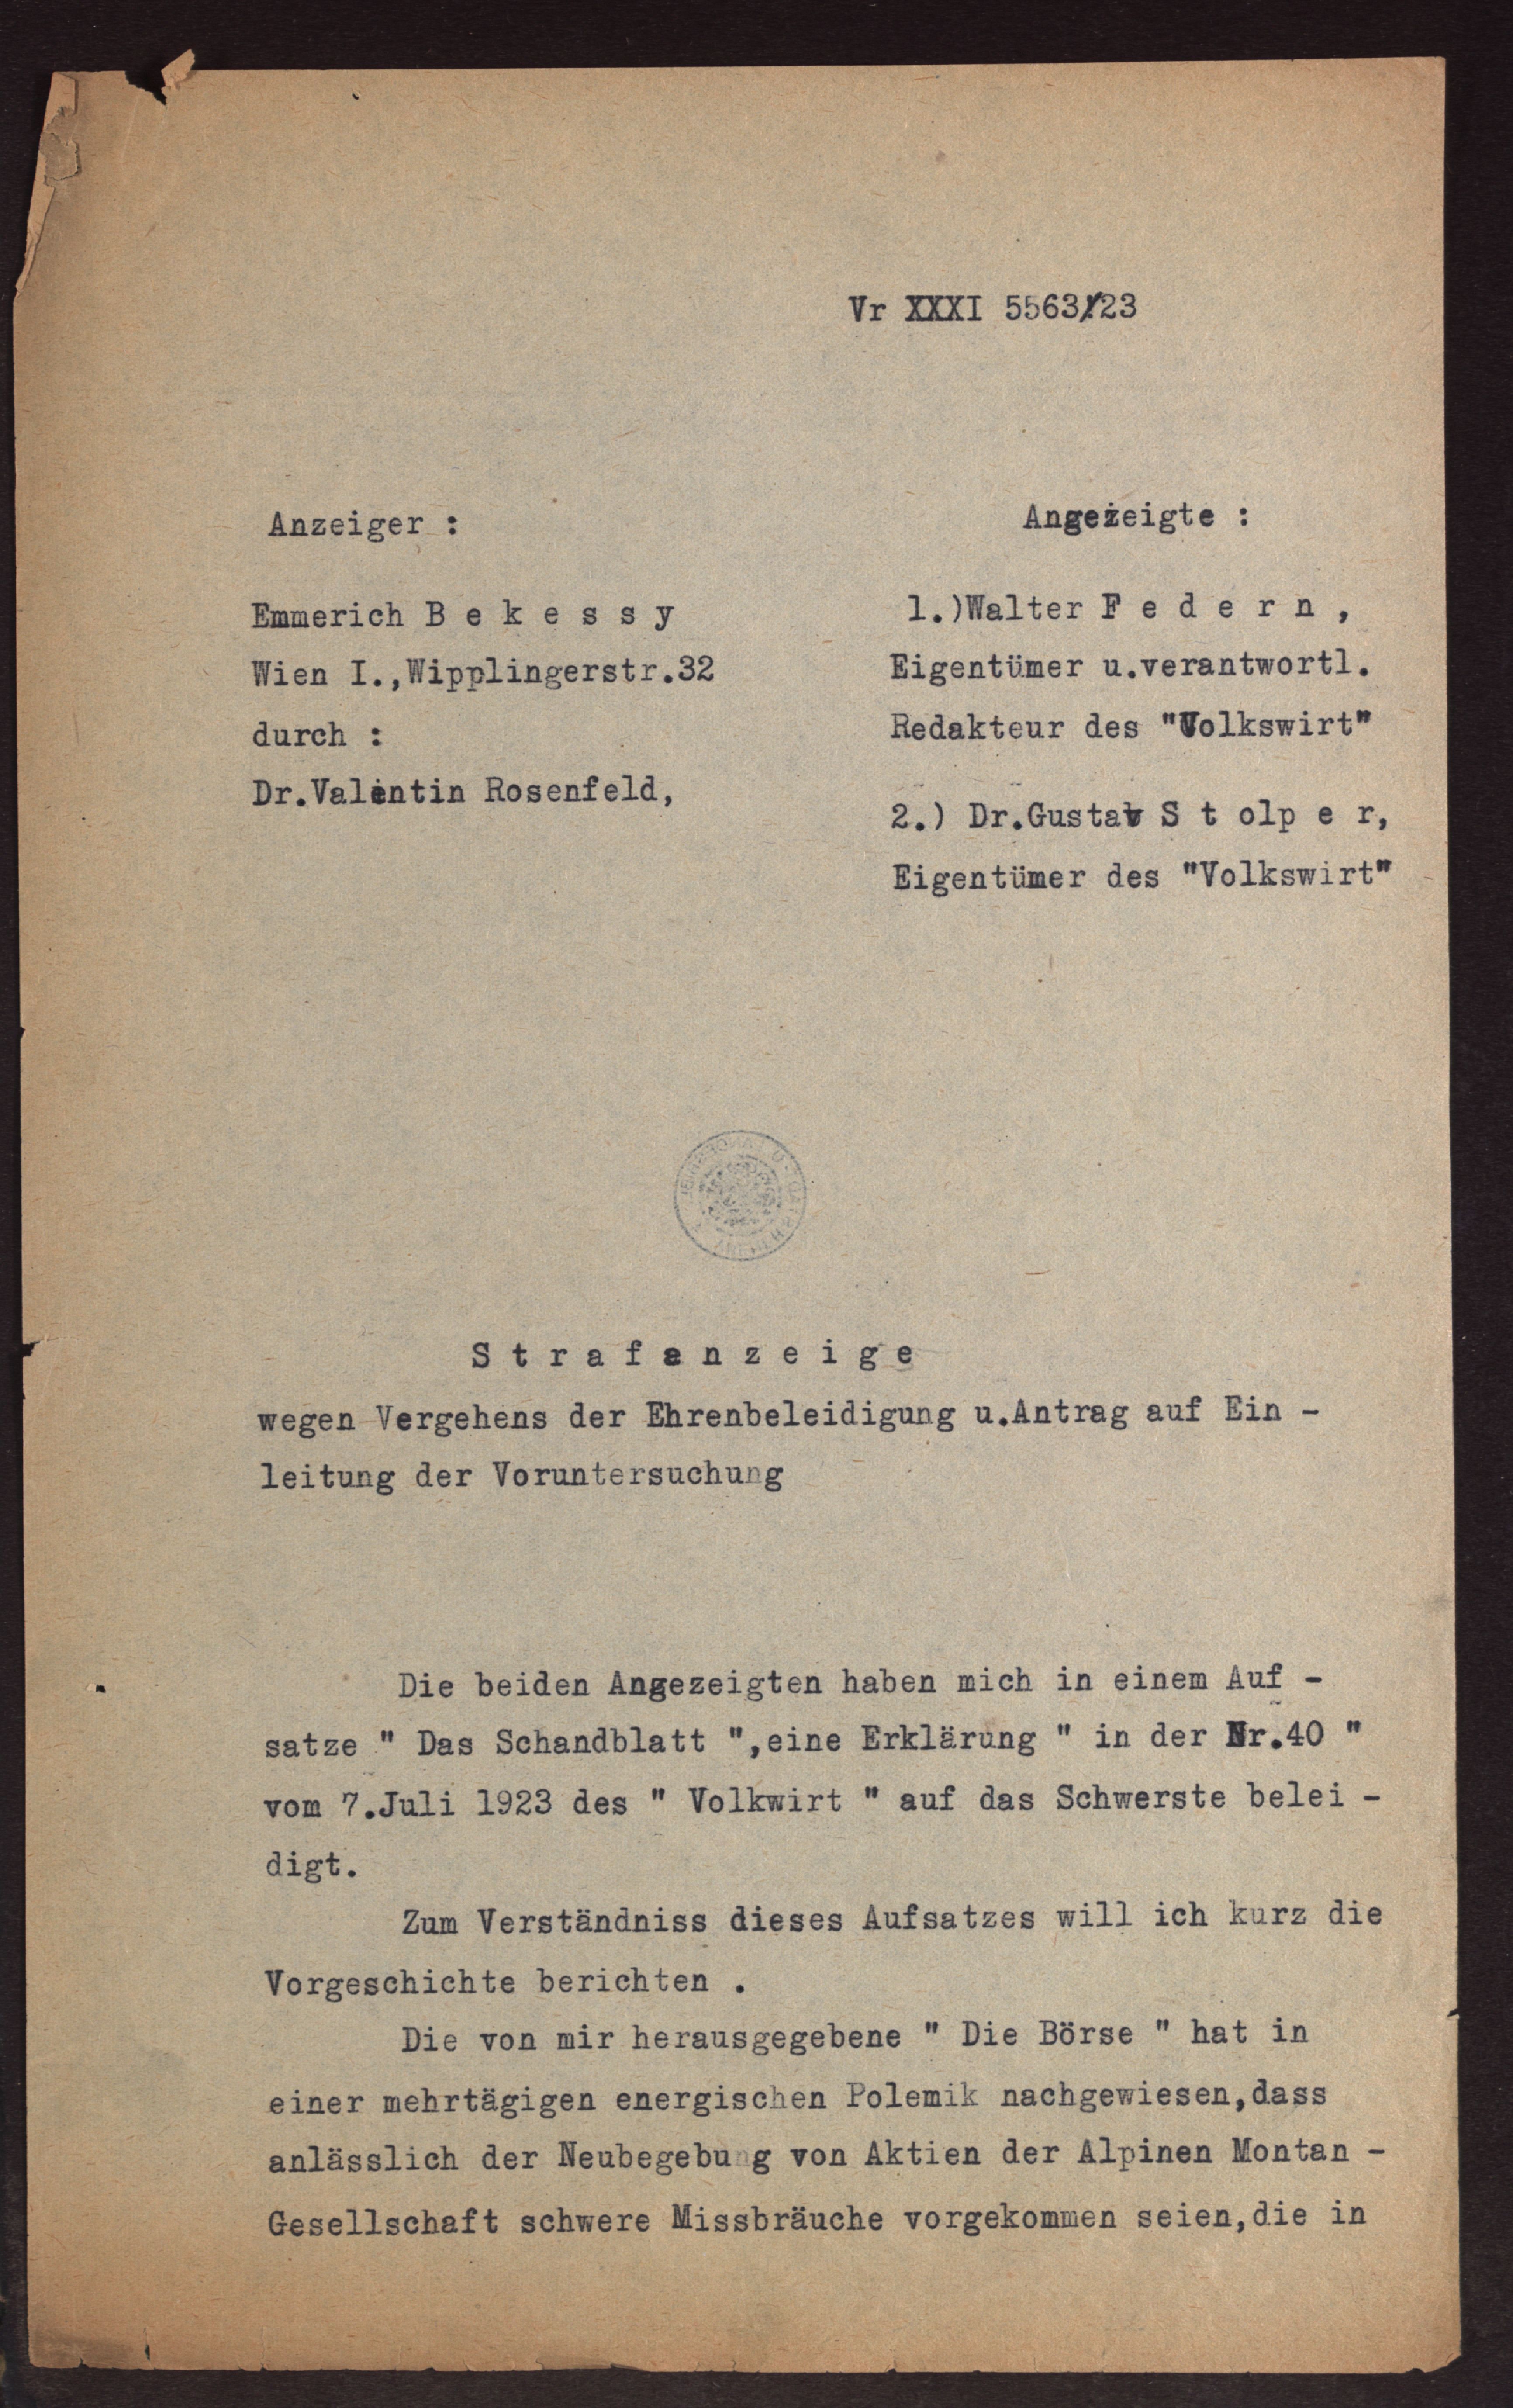 Vr XXXI 5563/23
Anzeiger :
Emmerich B e k e s s y
Wien I.,Wipplingerstr.32
durch :
Dr.Valentin Rosenfeld,
Angezeigte :
1.)Walter F e d e r n ,
Eigentümer u.verantwortl.
Redakteur des "Volkswirt"
2.) Dr.Gustav S t olp e r,
Eigentümer des "Volkswirt"
S t r a f a n z e i g e
wegen Vergehens der Ehrenbeleidigung u.Antrag auf Ein -
leitung der Voruntersuchung
Die beiden Angezeigten haben mich in einem Auf -
satze " Das Schandblatt ",eine Erklärung " in der Nr.40 "
vom 7.Juli 1923 des " Volkwirt " auf das Schwerste belei -
digt.
Zum Verständniss dieses Aufsatzes will ich kurz die
Vorgeschichte berichten .
Die von mir herausgegebene " Die Börse " hat in
einer mehrtägigen energischen Polemik nachgewiesen,dass
anlässlich der Neubegebung von Aktien der Alpinen Montan -
Gesellschaft schwere Missbräuche vorgekommen seien,die in